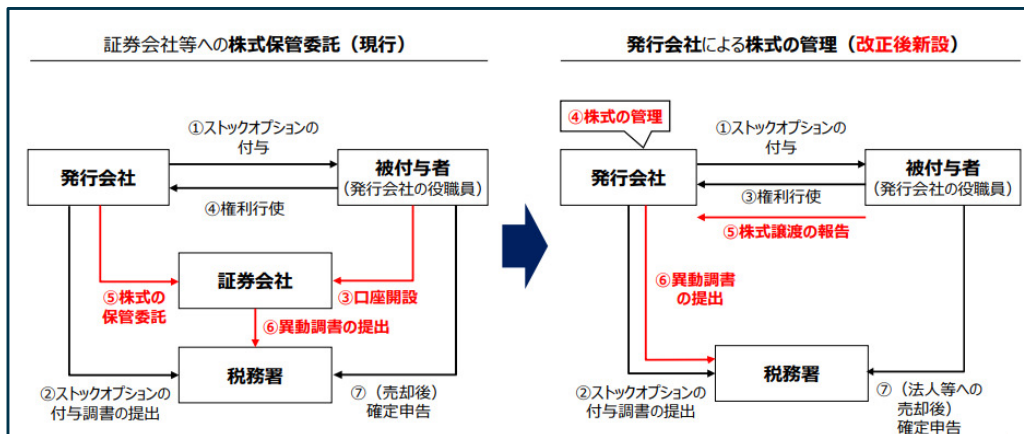 証券会社等への株式保管委託（現行）
①ストックオプションの
付与
発行会社
被付与者
（発行会社の役職員）
④権利行使
証券会社
⑤株式の
保管委託
③口座開設
⑥異動調書の提出
税務署
②ストックオプションの
付与調書の提出
⑦（売却後）
確定申告
発行会社による株式の管理（改正後新設）
④株式の管理
①ストックオプションの
付与
発行会社
被付与者
（発行会社の役職員）
③権利行使
⑤株式譲渡の報告
⑥異動調書
の提出
税務署
②ストックオプションの
付与調書の提出
⑦（法人等への
売却後）
確定申告